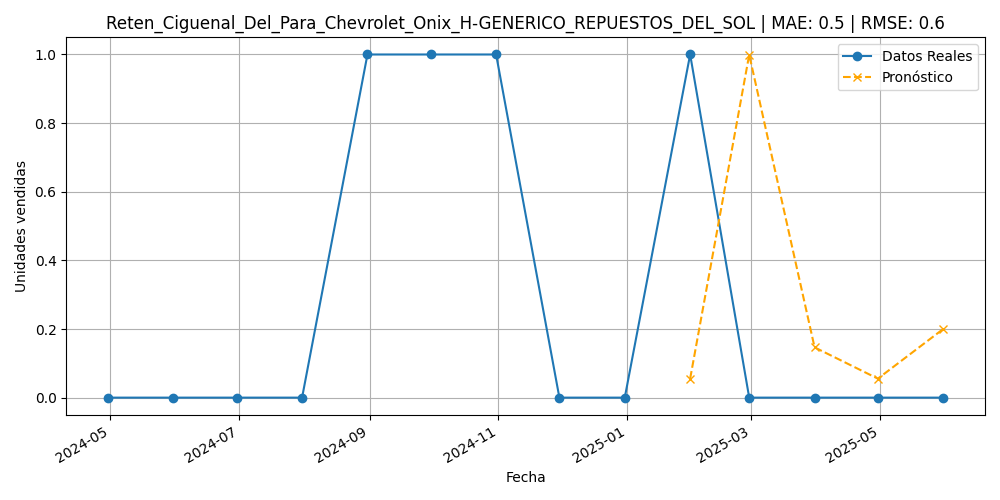 Reten_Ciguenal_Del_Para_Chevrolet_Onix_H-GENERICO_REPUESTOS_DEL_SOL | MAE: 0.5 | RMSE: 0.6
Datos Reales
Pronóstico
Unidades vendidas
1.0
0.8
0.6
0.4
0.2
0.0
2024-05
2024-07
2024-09
2024-11
2025-01
2025-03
2025-05
Fecha